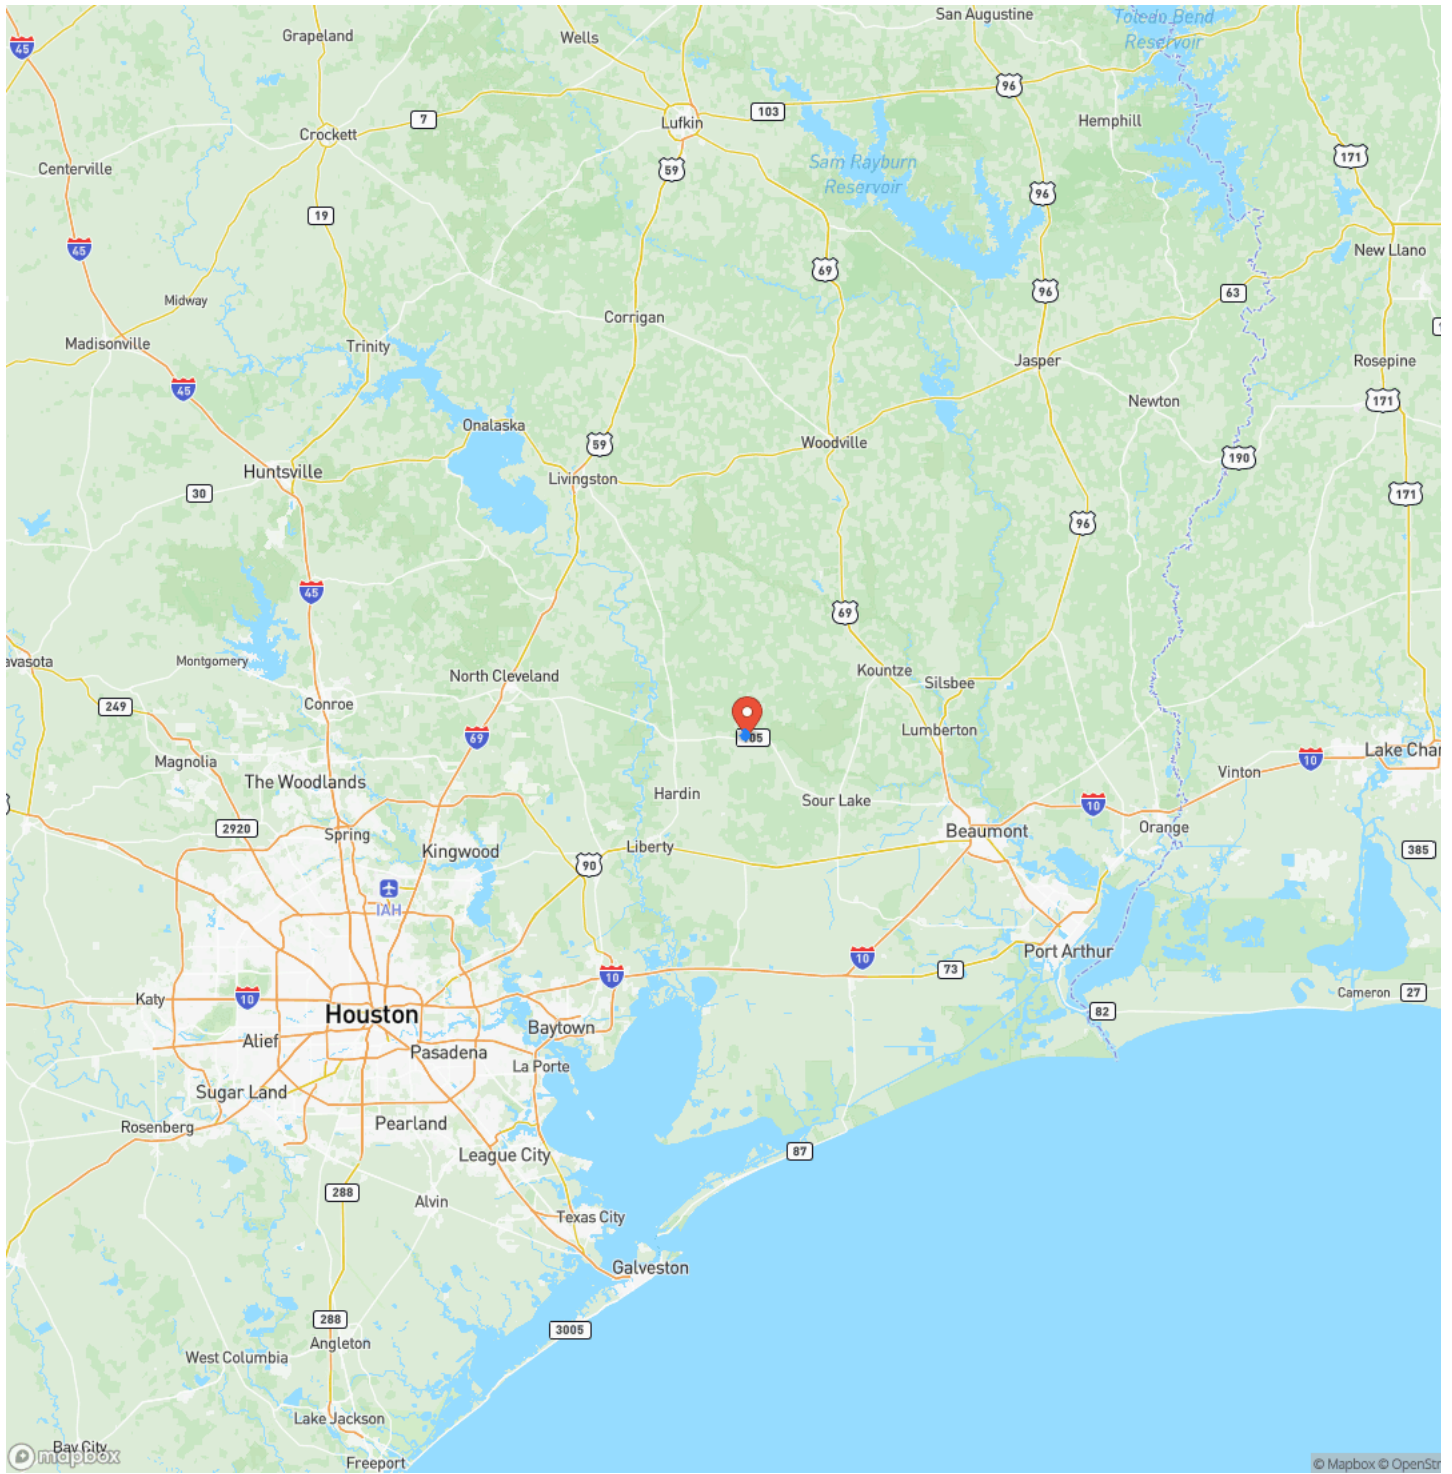 San Augustine
Toledo Bend
Reservoir
45
Grapeland
Wells
96
103
Hemphill
7
Lufkin
Crockett
171
Centerville
59
Sam Rayburn
Reservoir
96
19
45
New Llano
69
96
63
Midway
Corrigan
Madisonville
Trinity
Jasper
Rosepine
45
Newton
171
Onalaska
59
Woodville
190
Huntsville
Livingston
30
171
96
45
69
avasota
Montgomery
North Cleveland
Kountze
Silsbee
249
Conroe
69
05
Lumberton
Lake Char
10
Magnolia
The Woodlands
Vinton
Hardin
Sour Lake
10
2920
Spring
Beaumont
Orange
Kingwood
Liberty
385
90
IAH
Port Arthur
10
73
10
Katy
10
Cameron
27
Houston
82
Baytown
Alief
Pasadena
La Porte
Sugar Land
Rosenberg
Pearland
League City
87
288
Alvin
Texas City
Galveston
288
3005
Angleton
West Columbia
Lake Jackson
Bay City
mapbox
Freeport
© Mapbox © OpenStr